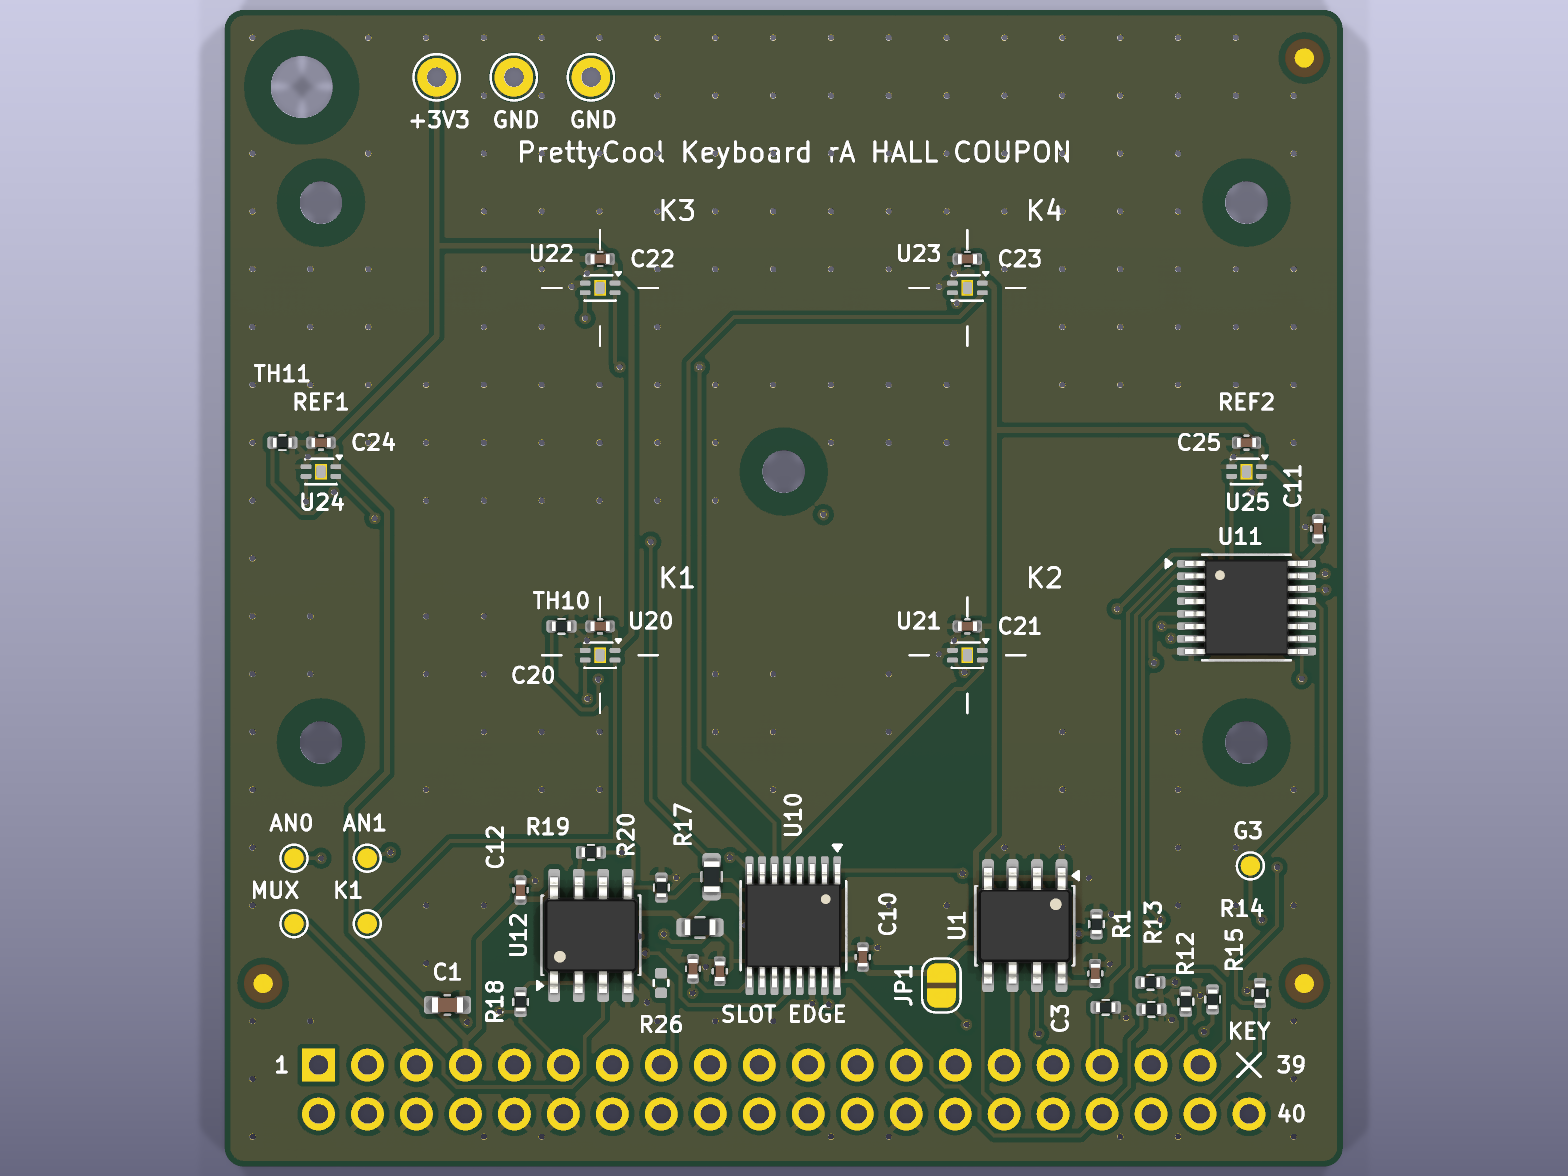 +3V3 GND GND
PrettyCool Keyboard rA HALL COUPON
K3 K4
U22 C22 U23 C23
TH11
REF1 REF2
C24 C25
U24 U25 C11
U11
K1 K2
TH10 U20 U21 C21
C20
AN0 AN1 C12 R19 R20 R17 U10 G3
MUX K1
U12 C10 U1 R1 R13 R14
C1 R18 JP1 R12 R15
R26 SLOT EDGE C3 KEY
1 39
40